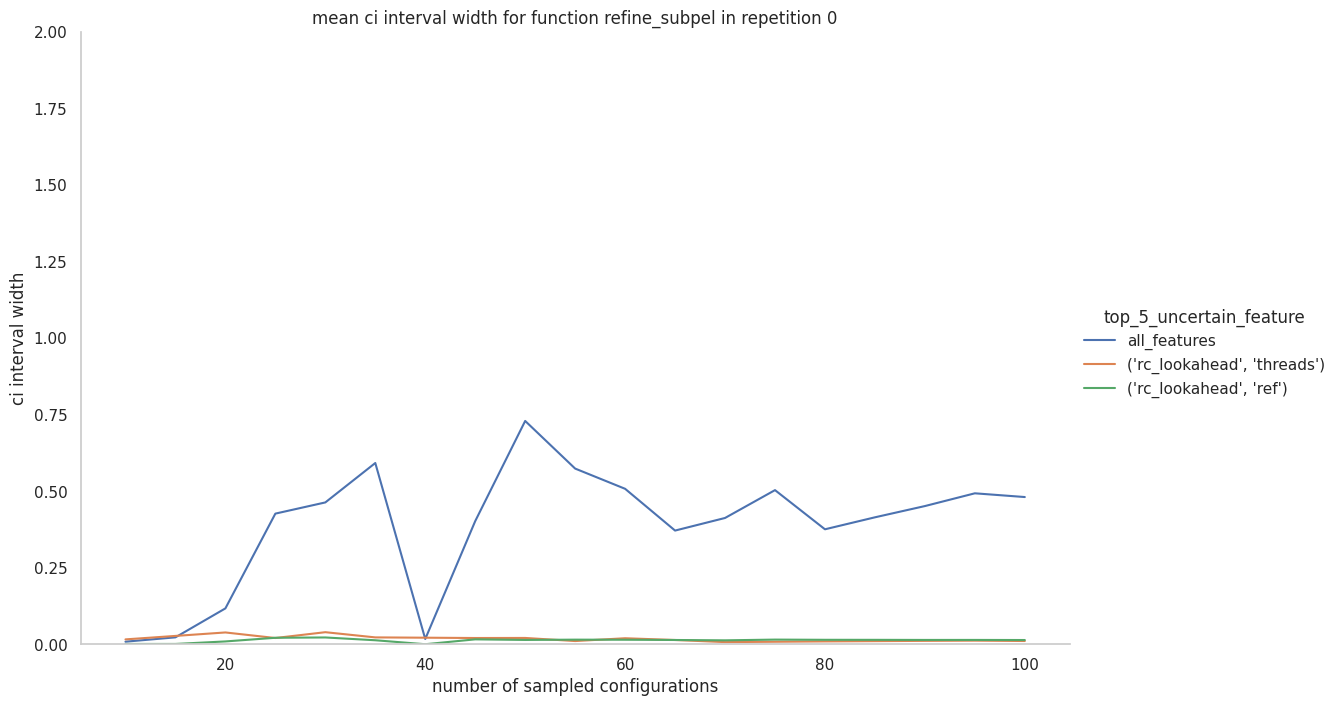 mean ci interval width for function refine_subpel in repetition 0
2.00
1.75
1.50
1.25
1.00
0.75
0.50
0.25
0.00
ci interval width
20
40
60
80
100
number of sampled configurations
top_5_uncertain_feature
all_features
('rc_lookahead', 'threads')
('rc_lookahead', 'ref')